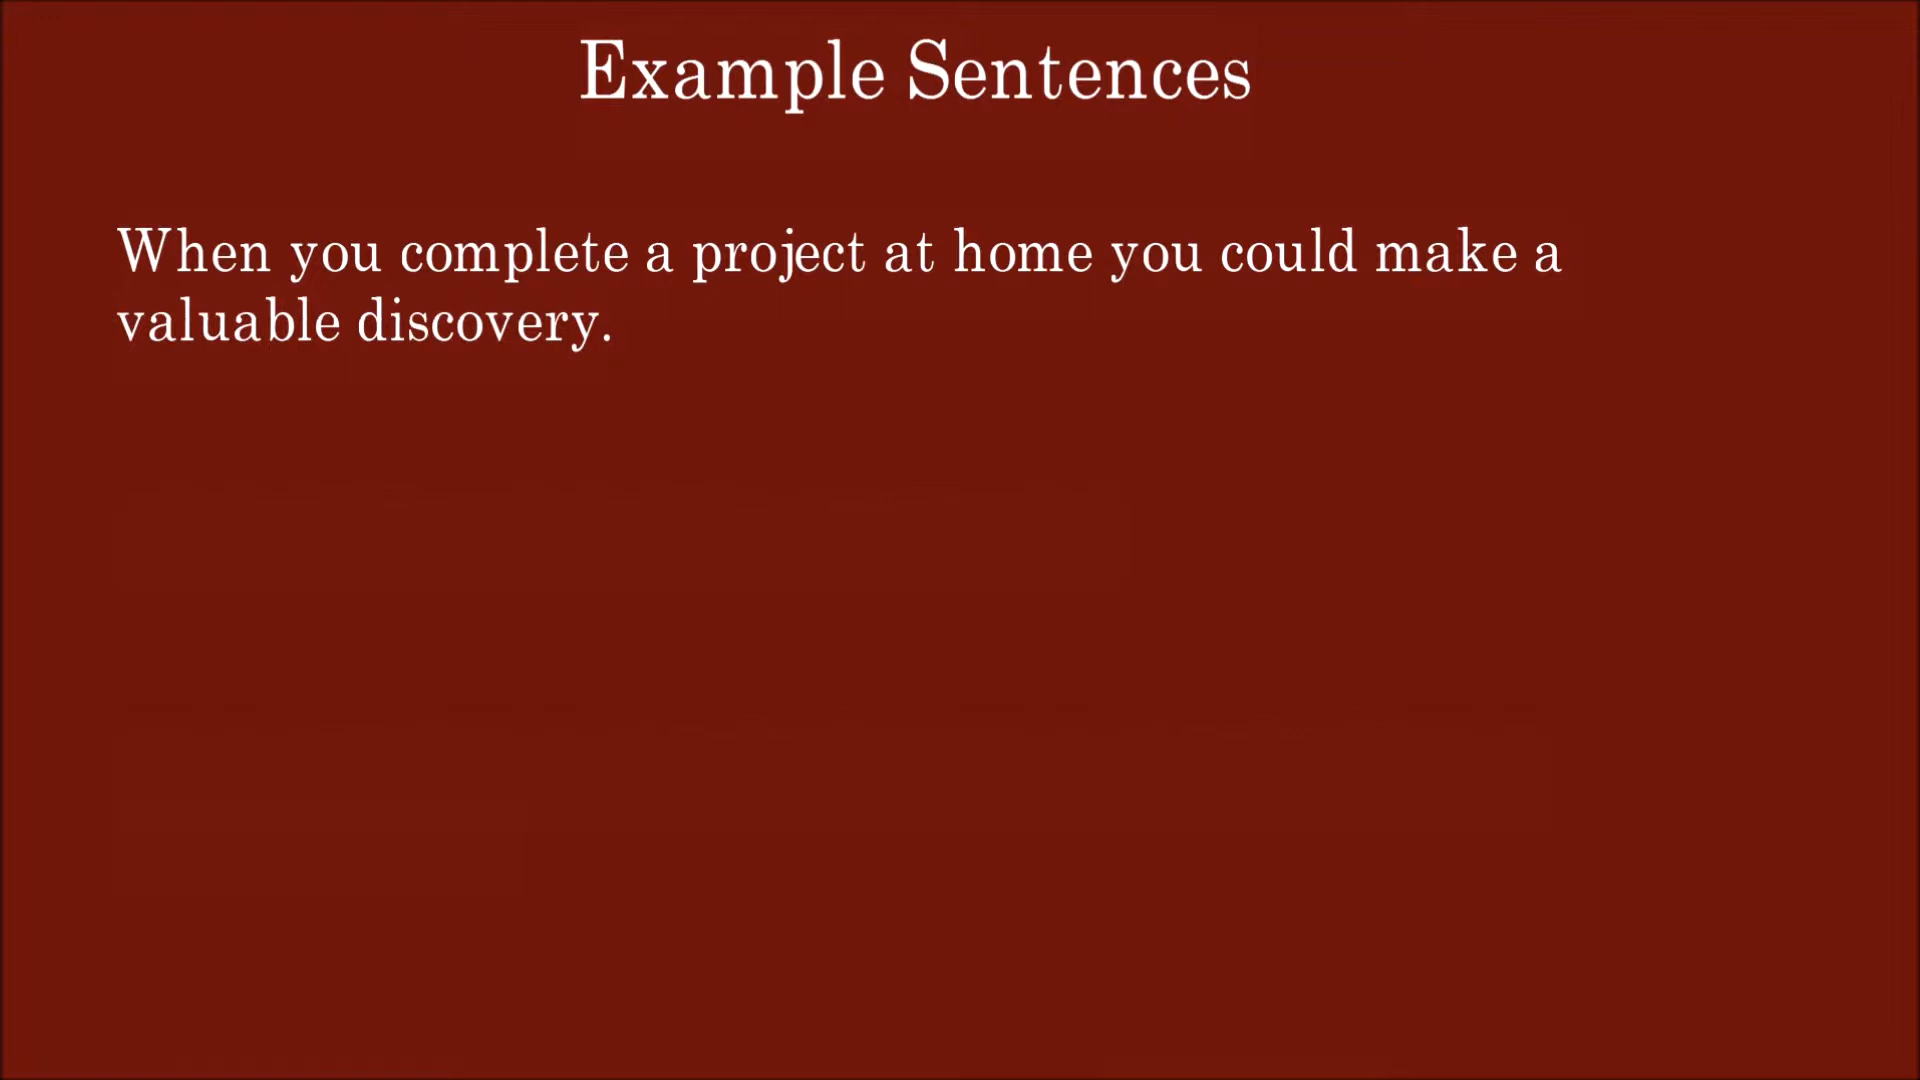 Example Sentences
When you complete a project at home you could make a
valuable discovery.